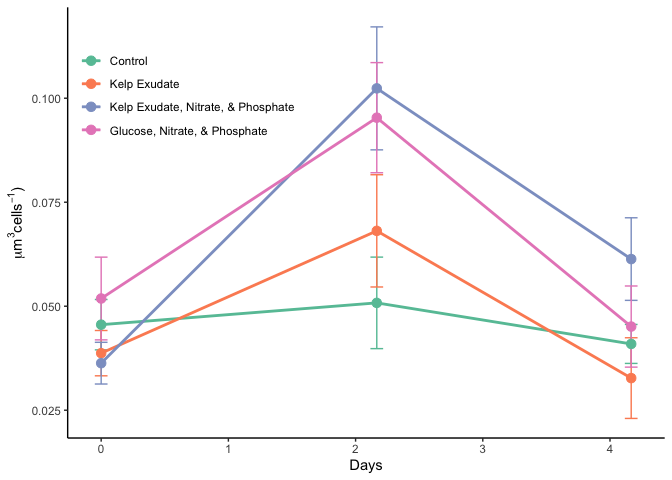 Control
Kelp Exudate
Kelp Exudate, Nitrate, & Phosphate
Glucose, Nitrate, & Phosphate
0.100
0.075
0.050
0.025
μm³cells⁻¹)
0 1 2 3 4
Days